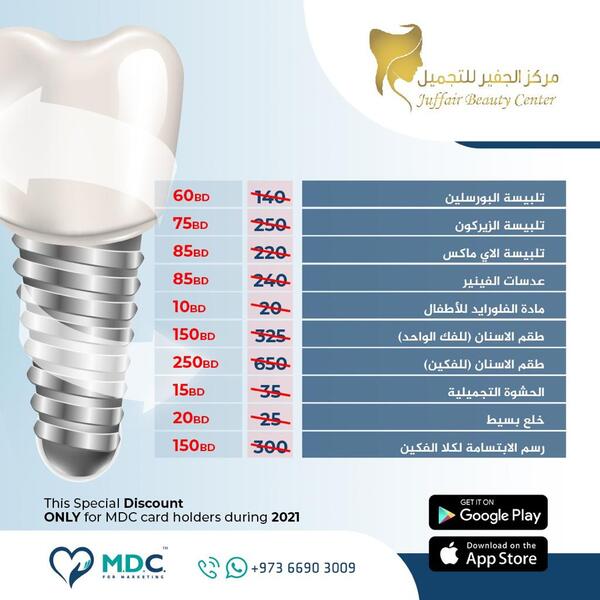 مركز الجفير للتجميل
Juffair Beauty Center
تلبيسة البورسلين 140 60BD
تلبيسة الزيركون 250 75BD
تلبيسة الاي ماكس 220 85BD
عدسات الفينير 240 85BD
مادة الفلورايد للأطفال 20 10BD
طقم الاسنان (للفك الواحد) 325 150BD
طقم الاسنان (للفكين) 650 250BD
الحشوة التجميلية 35 15BD
خلع بسيط 25 20BD
رسم الابتسامة لكلا الفكين 300 150BD
This Special Discount
ONLY for MDC card holders during 2021
GET IT ON
Google Play
Download on the
App Store
M.D.C. ™
FOR MARKETING
+973 6690 3009